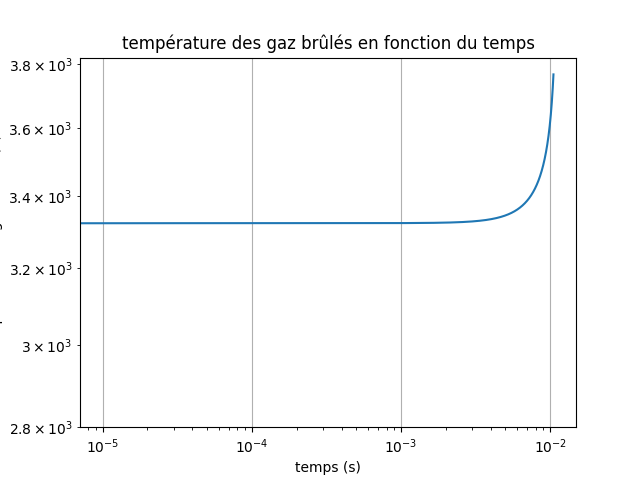 température des gaz brûlés en fonction du temps
3.8 × 10³
3.6 × 10³
3.4 × 10³
3.2 × 10³
3 × 10³
2.8 × 10³
10⁻⁵ 10⁻⁴ 10⁻³ 10⁻²
temps (s)